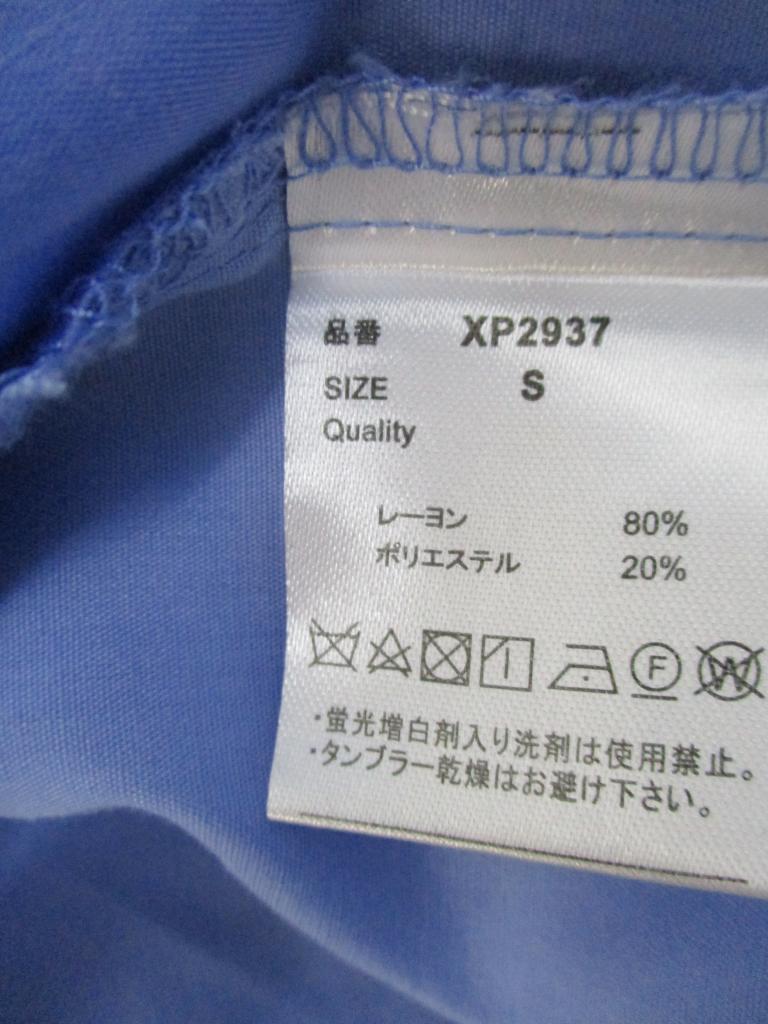 品番 XP2937
SIZE S
Quality
レーヨン 80%
ポリエステル 20%
F W
・蛍光増白剤入り洗剤は使用禁止。
・タンブラー乾燥はお避け下さい。